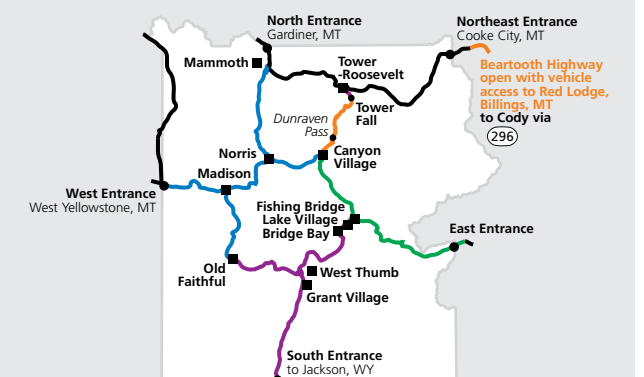 North Entrance
Gardiner, MT
Northeast Entrance
Cooke City, MT
Mammoth
Tower
-Roosevelt
Beartooth Highway
open with vehicle
access to Red Lodge,
Billings, MT
to Cody via
296
Tower
Fall
Dunraven
Pass
Norris
Canyon
Village
Madison
West Entrance
West Yellowstone, MT
Fishing Bridge
Lake Village
Bridge Bay
East Entrance
Old
Faithful
West Thumb
Grant Village
South Entrance
to Jackson, WY